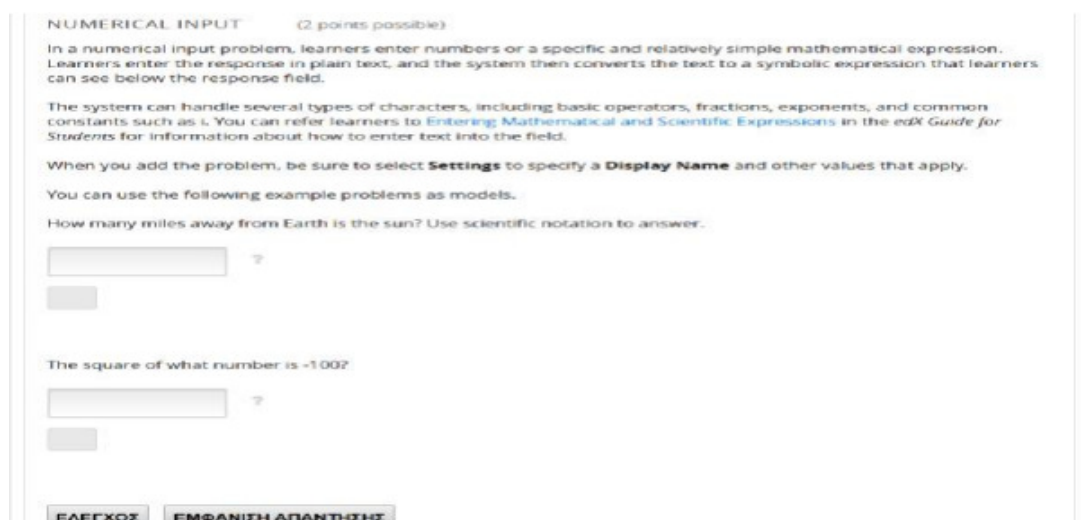 NUMERICAL INPUT (2 points possible)
In a numerical input problem, learners enter numbers or a specific and relatively simple mathematical expression.
Learners enter the response in plain text, and the system then converts the text to a symbolic expression that learners
can see below the response field.
The system can handle several types of characters, including basic operators, fractions, exponents, and common
constants such as i. You can refer learners to Entering Mathematical and Scientific Expressions in the edX Guide for
Students for information about how to enter text into the field.
When you add the problem, be sure to select Settings to specify a Display Name and other values that apply.
You can use the following example problems as models.
How many miles away from Earth is the sun? Use scientific notation to answer.
?
The square of what number is -100?
?
ΕΛΕΓΧΟΣ ΕΜΦΑΝΙΣΗ ΑΠΑΝΤΗΣΗΣ